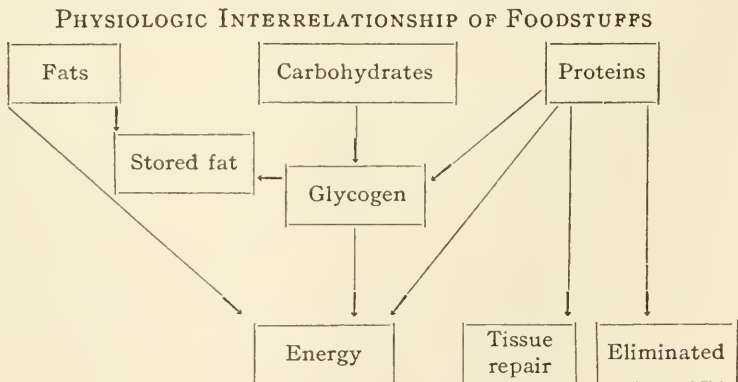 Physiologic Interrelationship of Foodstuffs
Fats
Carbohydrates
Proteins
Stored fat
Glycogen
Energy
Tissue
repair
Eliminated